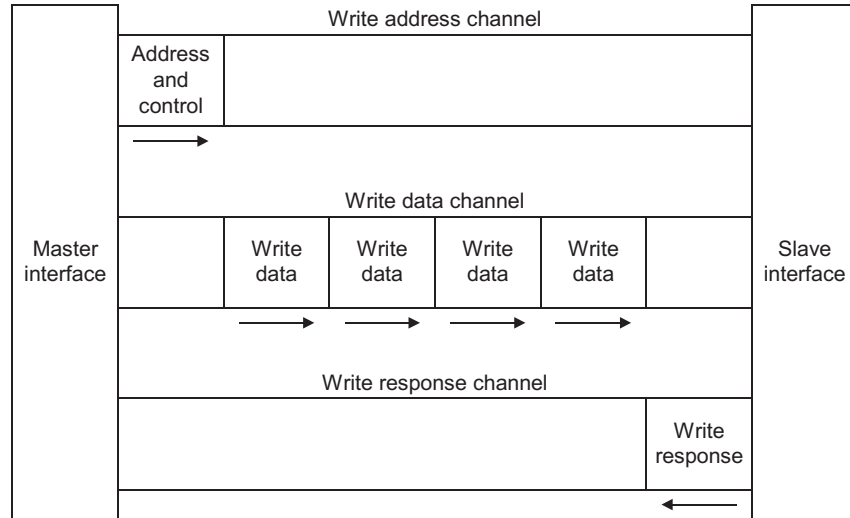 Write address channel
Address
and
control
Write data channel
Master
interface
Write
data
Write
data
Write
data
Write
data
Slave
interface
Write response channel
Write
response